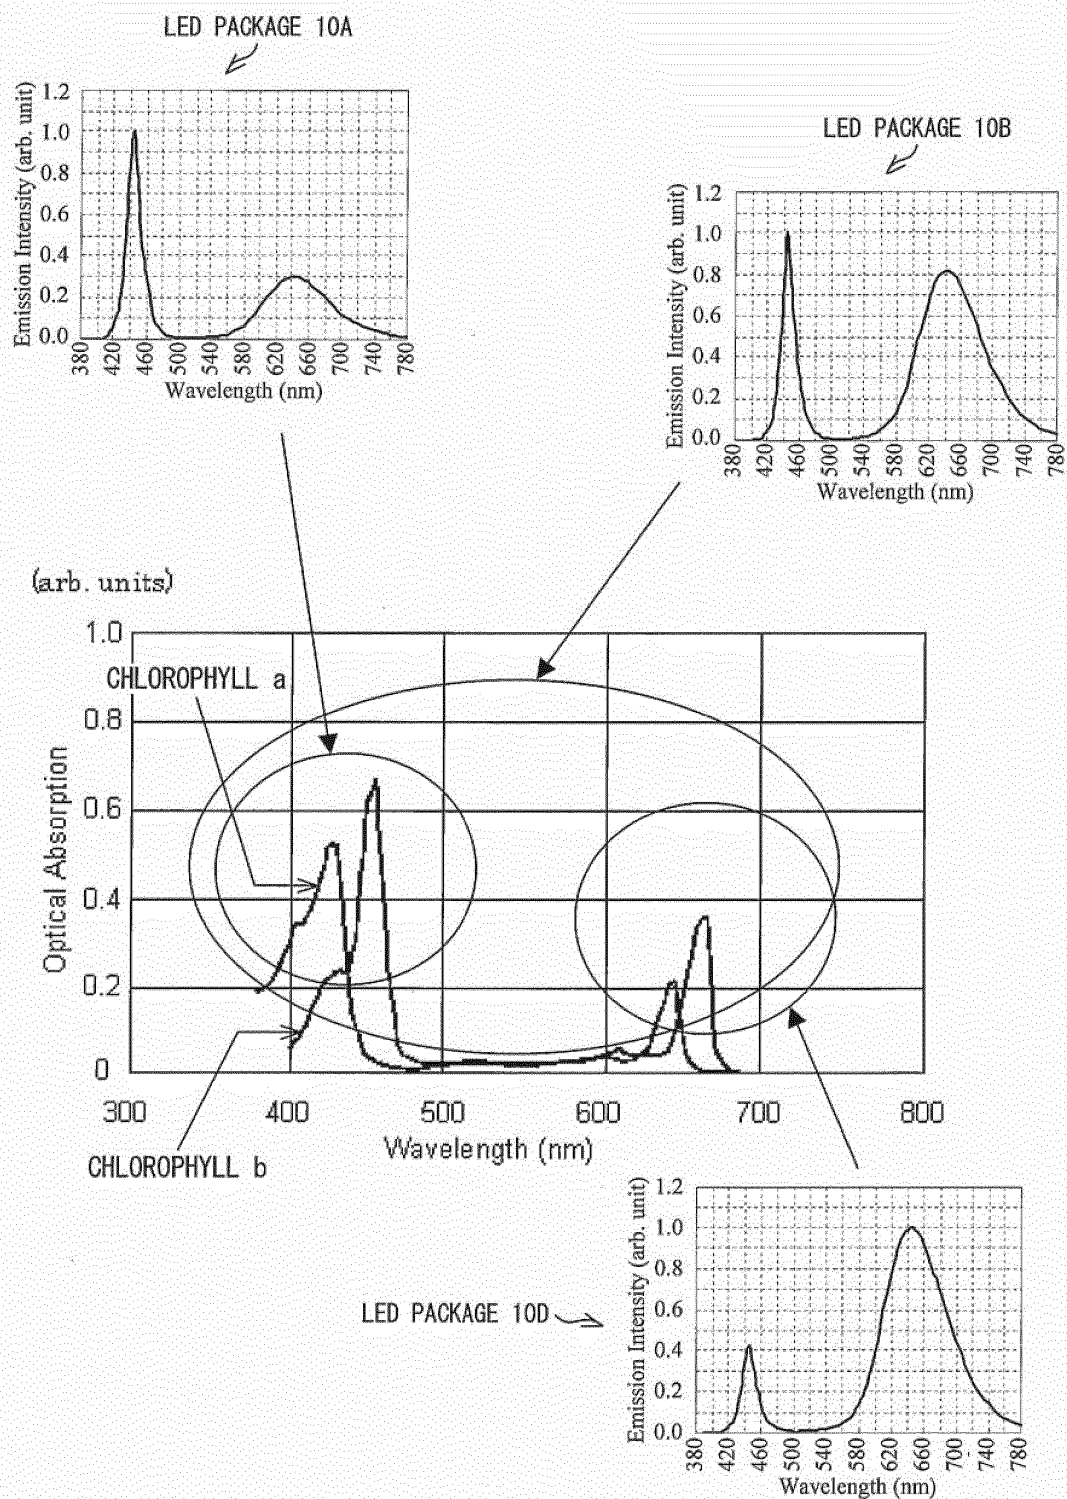 LED PACKAGE 10A
Emission Intensity (arb. unit)
1.2
1.0
0.8
0.6
0.4
0.2
0.0
380 420 460 500 540 580 620 660 700 740 780
Wavelength (nm)
LED PACKAGE 10B
Emission Intensity (arb. unit)
1.2
1.0
0.8
0.6
0.4
0.2
0.0
380 420 460 500 540 580 620 660 700 740 780
Wavelength (nm)
(arb. units)
Optical Absorption
1.0
0.8
0.6
0.4
0.2
0
CHLOROPHYLL a
CHLOROPHYLL b
300 400 500 600 700 800
Wavelength (nm)
LED PACKAGE 10D
Emission Intensity (arb. unit)
1.2
1.0
0.8
0.6
0.4
0.2
0.0
380 420 460 500 540 580 620 660 700 740 780
Wavelength (nm)